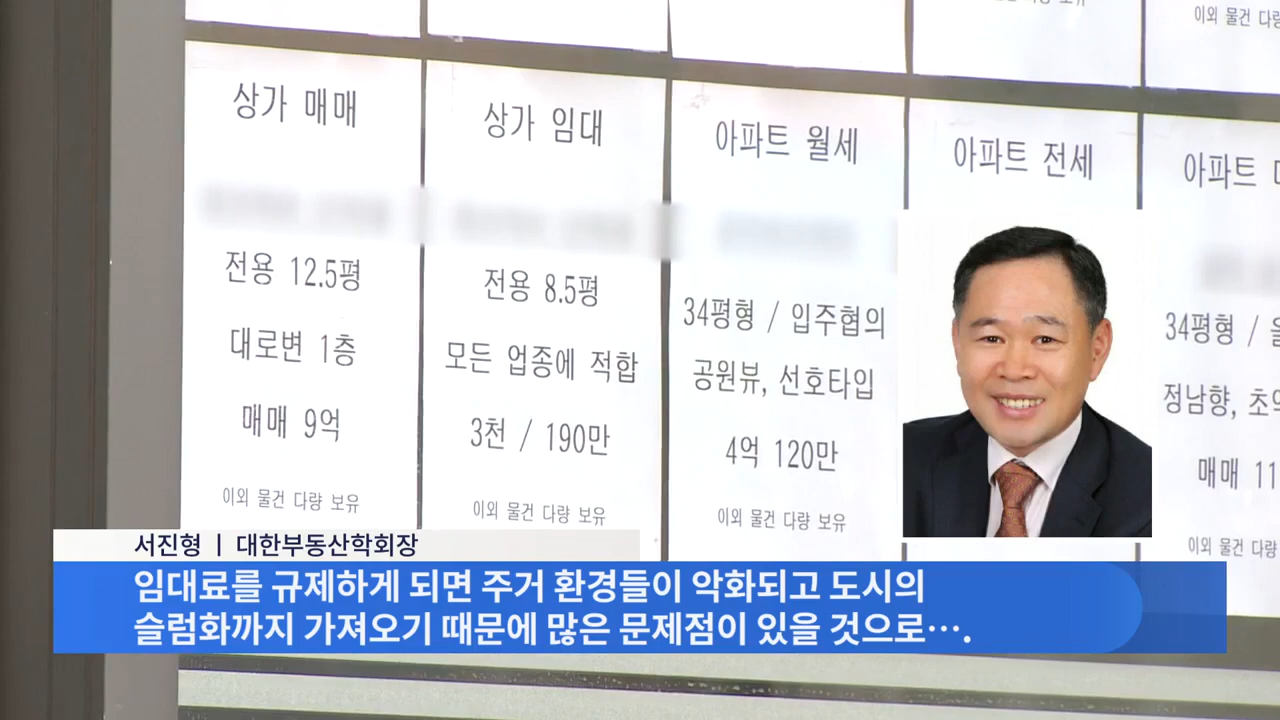 이외 물건 다량
상가 매매
전용 12.5평
대로변 1층
매매 9억
이외 물건 다량 보유
상가 임대
전용 8.5평
모든 업종에 적합
3천 / 190만
이외 물건 다량 보유
아파트 월세
34평형 / 입주협의
공원뷰, 선호타입
4억 120만
이외 물건 다량 보유
아파트 전세
아파트
34평형 /
정남향,
매매 11
이외 물건 다량
서진형 | 대한부동산학회장
임대료를 규제하게 되면 주거 환경들이 악화되고 도시의
슬럼화까지 가져오기 때문에 많은 문제점이 있을 것으로….